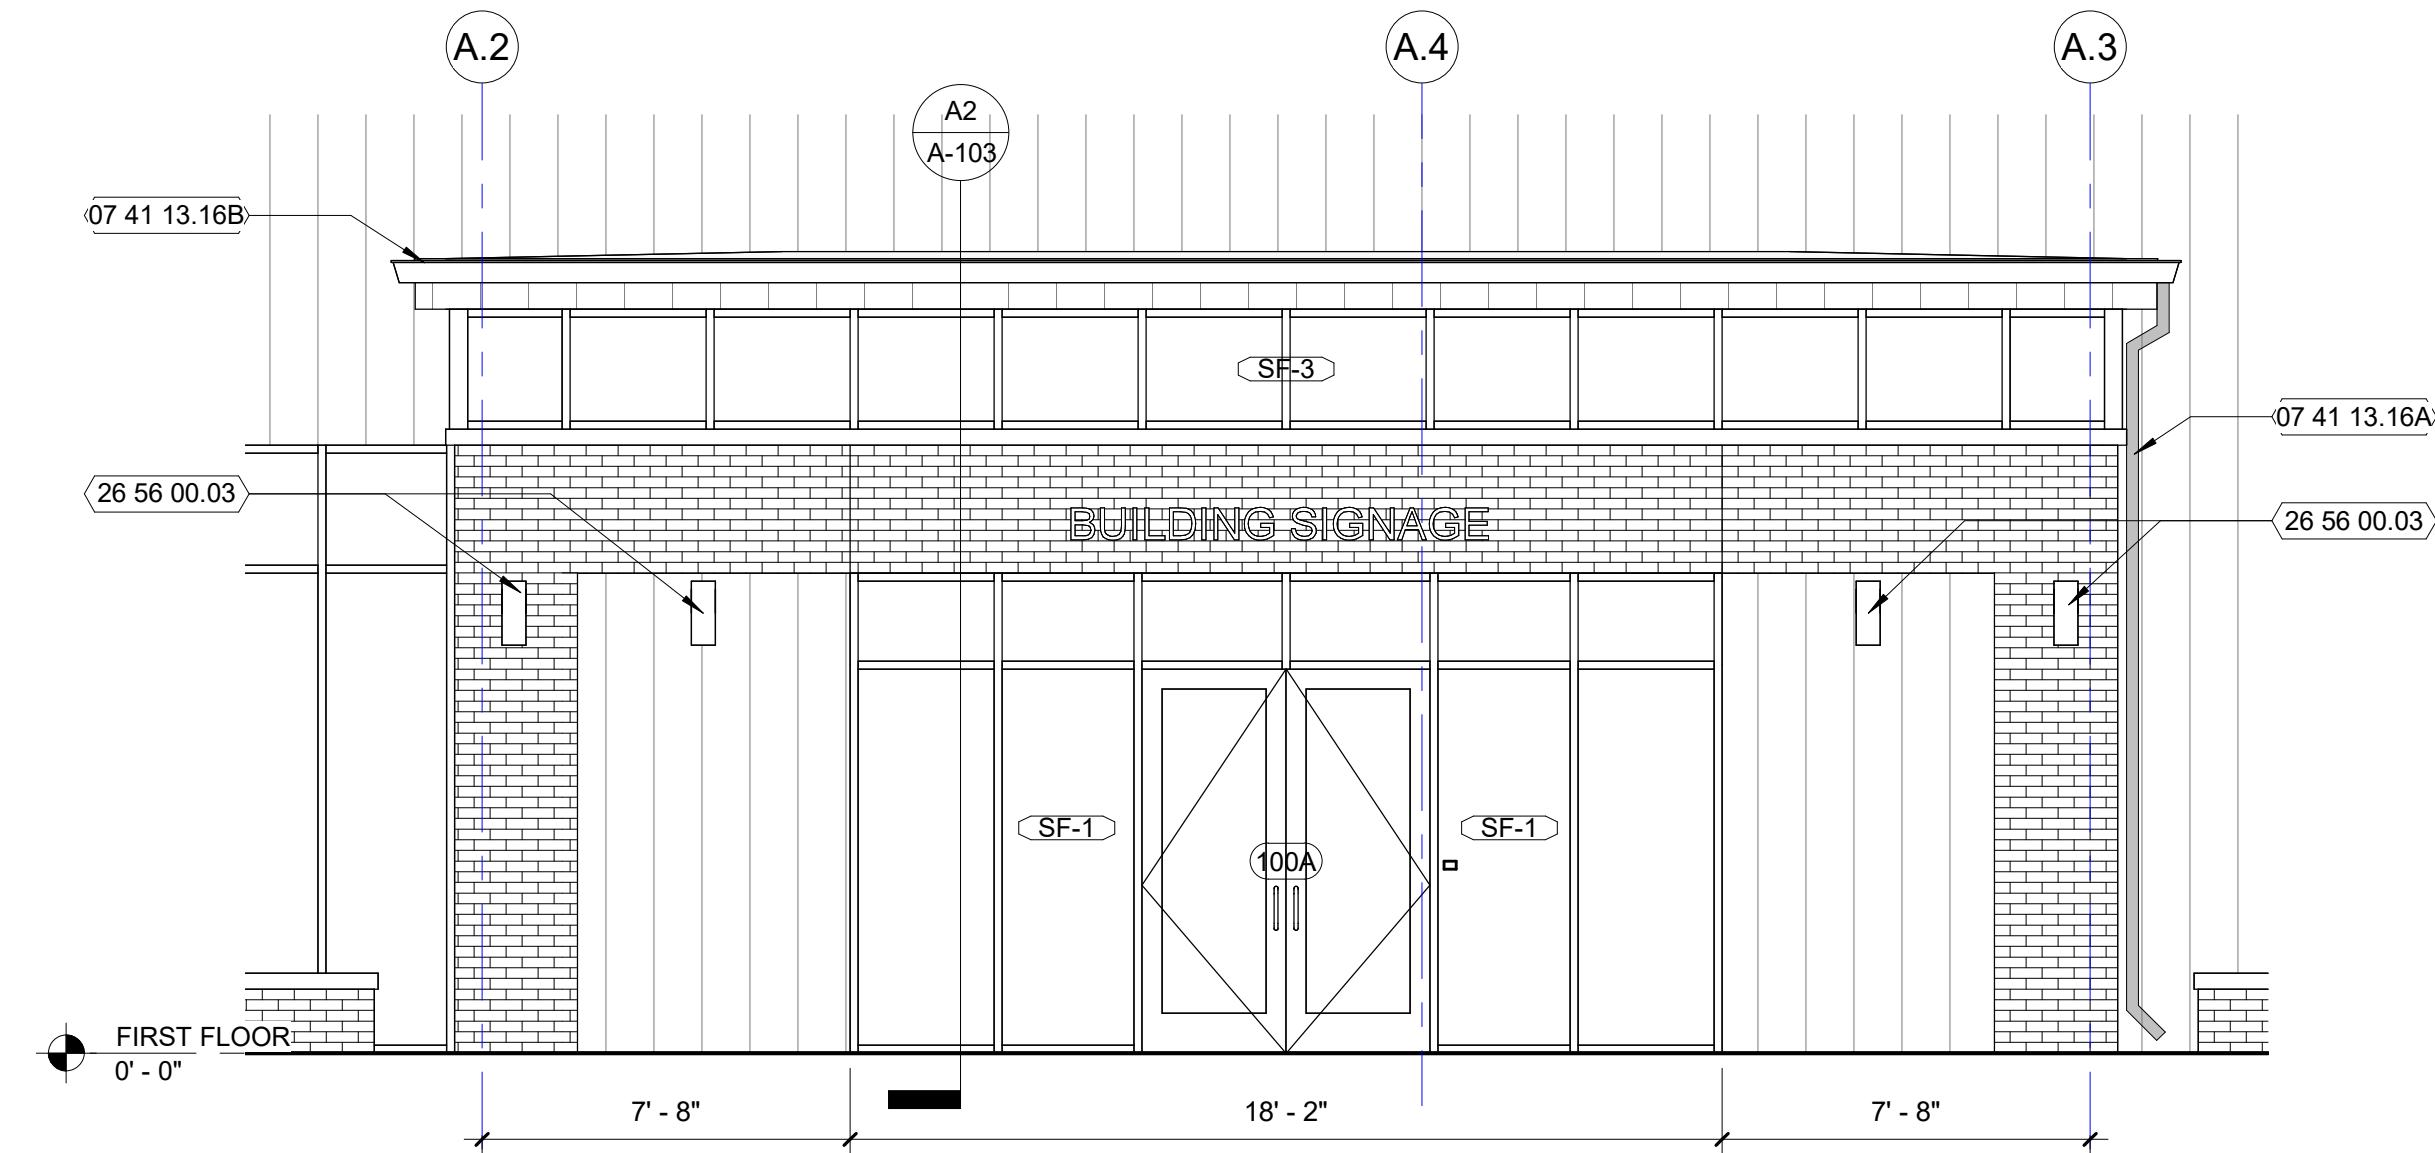 A.2
A.4
A.3
A2
A-103
07 41 13.16B
SF-3
07 41 13.16A
26 56 00.03
26 56 00.03
BUILDING SIGNAGE
SF-1
SF-1
100A
FIRST FLOOR
0' - 0"
7' - 8"
18' - 2"
7' - 8"